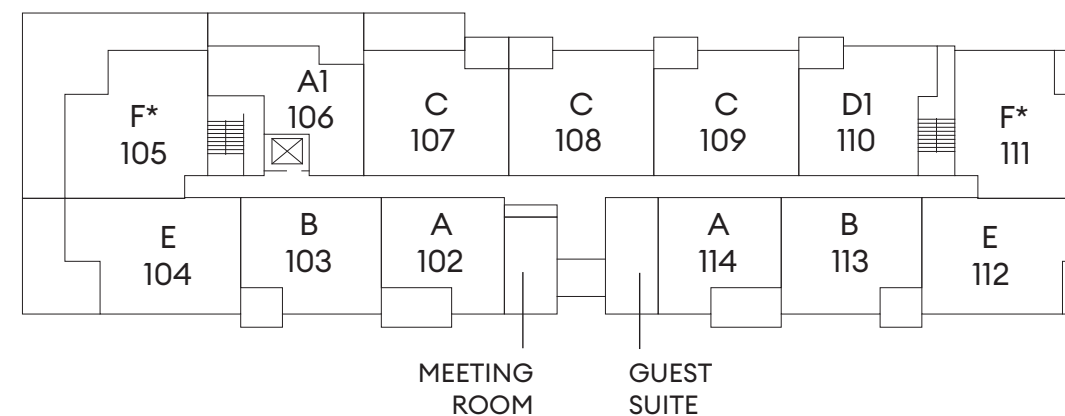 F*
105
A1
106
C
107
C
108
C
109
D1
110
F*
111
E
104
B
103
A
102
A
114
B
113
E
112
MEETING
ROOM
GUEST
SUITE